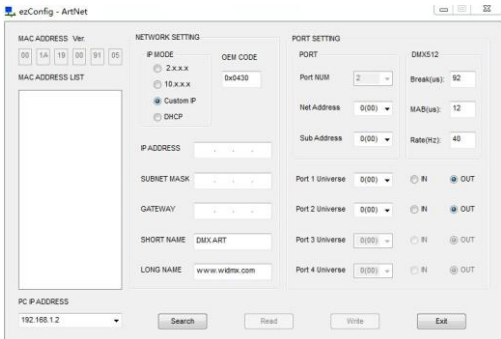 ezConfig - ArtNet
MAC ADDRESS Ver.
00 1A 19 00 91 05
MAC ADDRESS LIST
PC IP ADDRESS
192.168.1.2
NETWORK SETTING
IP MODE
2.x.x.x
10.x.x.x
Custom IP
DHCP
OEM CODE
0x0430
IP ADDRESS . . .
SUBNET MASK . . .
GATEWAY . . .
SHORT NAME DMX.ART
LONG NAME www.widmx.com
PORT SETTING
PORT
Port NUM 2
Net Address 0(00)
Sub Address 0(00)
DMX512
Break(us): 92
MAB(us): 12
Rate(Hz): 40
Port 1 Universe 0(00) IN OUT
Port 2 Universe 0(00) IN OUT
Port 3 Universe 0(00) IN OUT
Port 4 Universe 0(00) IN OUT
Search Read Write Exit